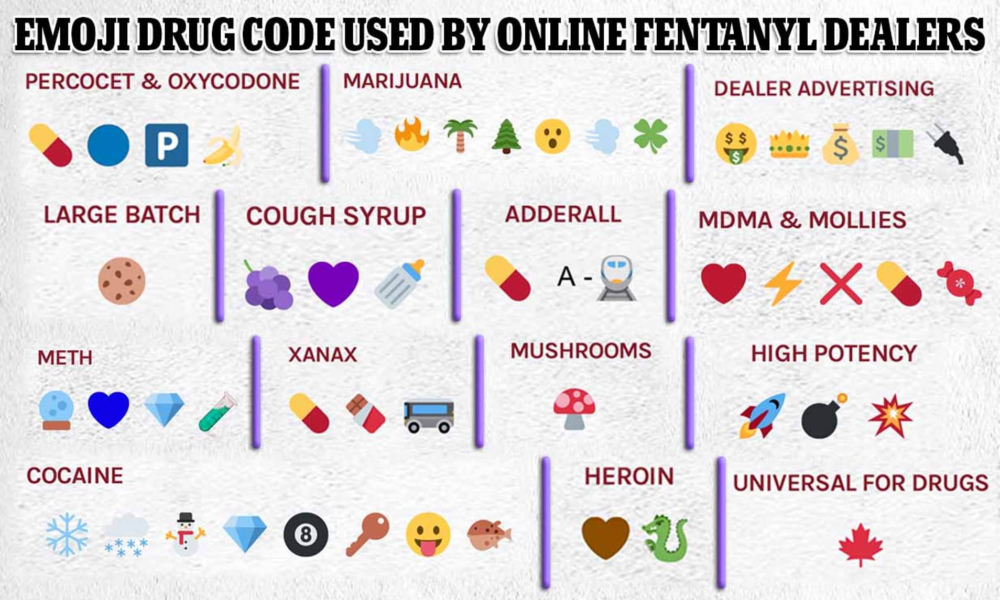 EMOJI DRUG CODE USED BY ONLINE FENTANYL DEALERS
PERCOCET & OXYCODONE
P
MARIJUANA
DEALER ADVERTISING
$ $
$
$
$
LARGE BATCH
COUGH SYRUP
ADDERALL
A -
MDMA & MOLLIES
METH
XANAX
MUSHROOMS
HIGH POTENCY
COCAINE
8
HEROIN
UNIVERSAL FOR DRUGS